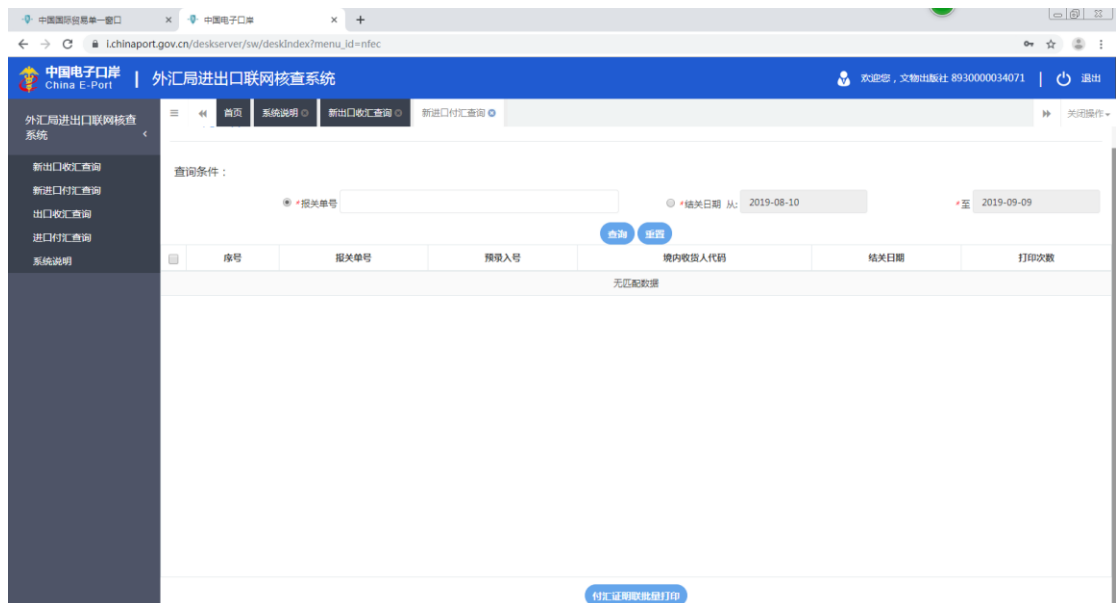 中国国际贸易单一窗口
中国电子口岸
i.chinaport.gov.cn/deskserver/sw/deskIndex?menu_id=nfec
中国电子口岸
China E-Port
外汇局进出口联网核查系统
欢迎您，文物出版社 8930000034071
退出
外汇局进出口联网核查
系统
新出口收汇查询
新进口付汇查询
出口收汇查询
进口付汇查询
系统说明
首页 系统说明 新出口收汇查询 新进口付汇查询 关闭操作
查询条件：
*报关单号 *结关日期 从: 2019-08-10 *至 2019-09-09
查询 重置
序号 报关单号 预录入号 境内收货人代码 结关日期 打印次数
无匹配数据
付汇证明联批量打印